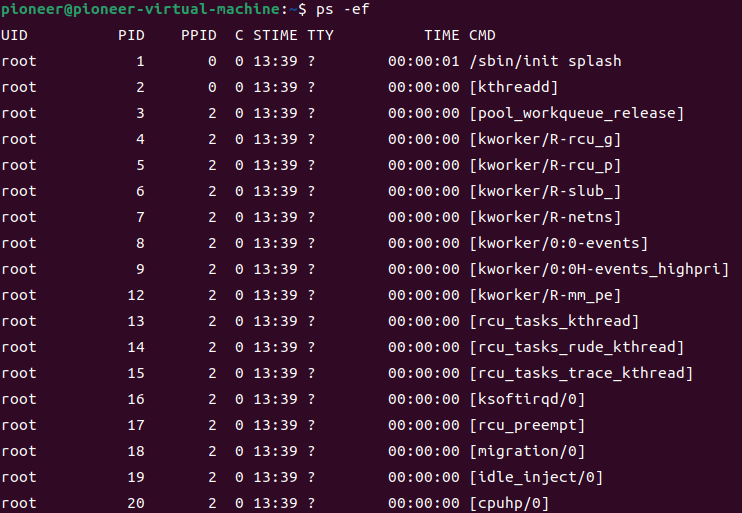 pioneer@pioneer-virtual-machine:~$ ps -ef
UID PID PPID C STIME TTY TIME CMD
root 1 0 0 13:39 ? 00:00:01 /sbin/init splash
root 2 0 0 13:39 ? 00:00:00 [kthreadd]
root 3 2 0 13:39 ? 00:00:00 [pool_workqueue_release]
root 4 2 0 13:39 ? 00:00:00 [kworker/R-rcu_g]
root 5 2 0 13:39 ? 00:00:00 [kworker/R-rcu_p]
root 6 2 0 13:39 ? 00:00:00 [kworker/R-slub_]
root 7 2 0 13:39 ? 00:00:00 [kworker/R-netns]
root 8 2 0 13:39 ? 00:00:00 [kworker/0:0-events]
root 9 2 0 13:39 ? 00:00:00 [kworker/0:0H-events_highpri]
root 12 2 0 13:39 ? 00:00:00 [kworker/R-mm_pe]
root 13 2 0 13:39 ? 00:00:00 [rcu_tasks_kthread]
root 14 2 0 13:39 ? 00:00:00 [rcu_tasks_rude_kthread]
root 15 2 0 13:39 ? 00:00:00 [rcu_tasks_trace_kthread]
root 16 2 0 13:39 ? 00:00:00 [ksoftirqd/0]
root 17 2 0 13:39 ? 00:00:00 [rcu_preempt]
root 18 2 0 13:39 ? 00:00:00 [migration/0]
root 19 2 0 13:39 ? 00:00:00 [idle_inject/0]
root 20 2 0 13:39 ? 00:00:00 [cpuhp/0]